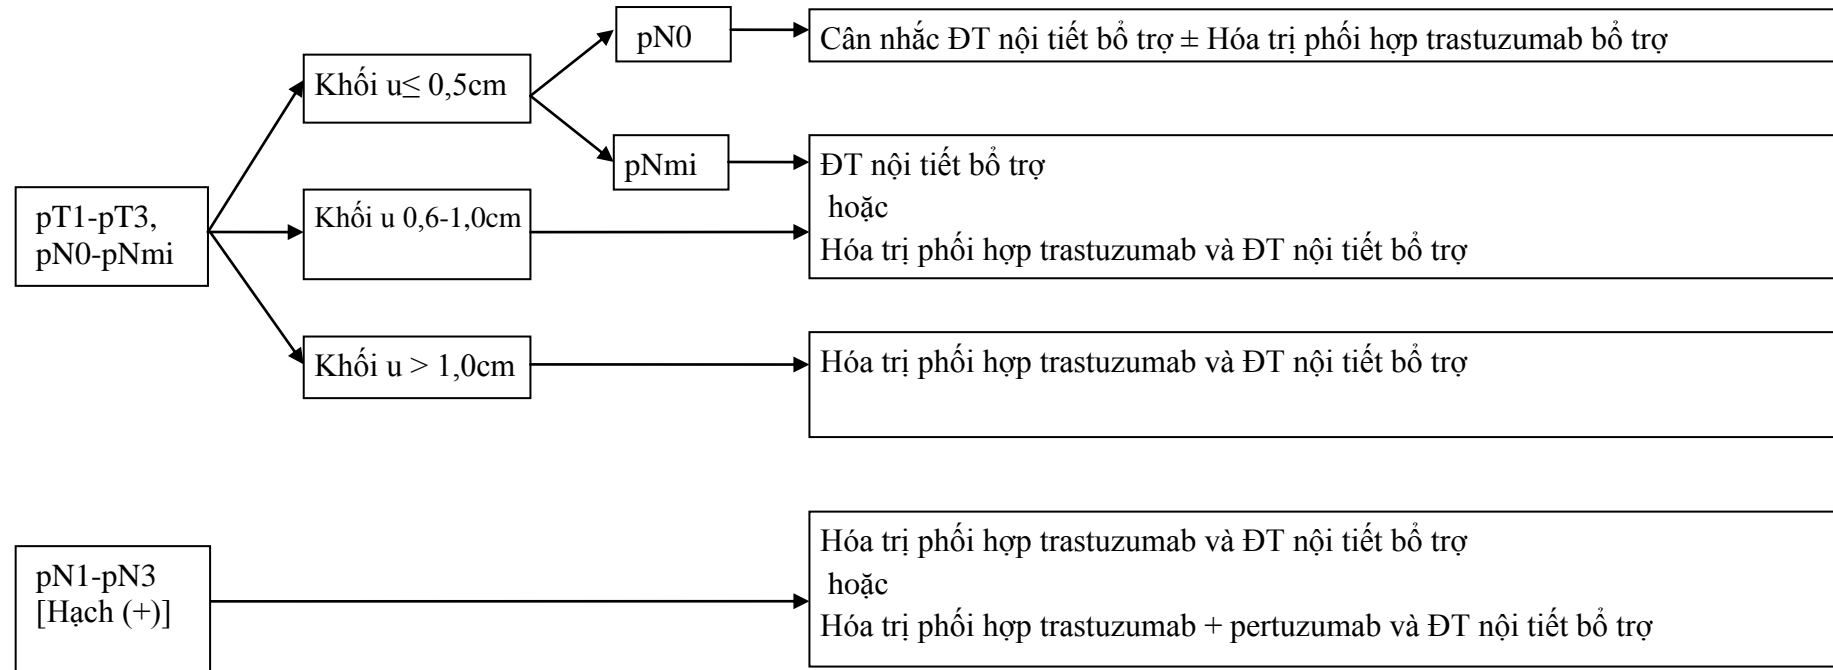 pN0
Cân nhắc ĐT nội tiết bổ trợ ± Hóa trị phối hợp trastuzumab bổ trợ
Khối u≤ 0,5cm
pNmi
ĐT nội tiết bổ trợ
hoặc
Hóa trị phối hợp trastuzumab và ĐT nội tiết bổ trợ
pT1-pT3,
pN0-pNmi
Khối u 0,6-1,0cm
Khối u > 1,0cm
Hóa trị phối hợp trastuzumab và ĐT nội tiết bổ trợ
pN1-pN3
[Hạch (+)]
Hóa trị phối hợp trastuzumab và ĐT nội tiết bổ trợ
hoặc
Hóa trị phối hợp trastuzumab + pertuzumab và ĐT nội tiết bổ trợ